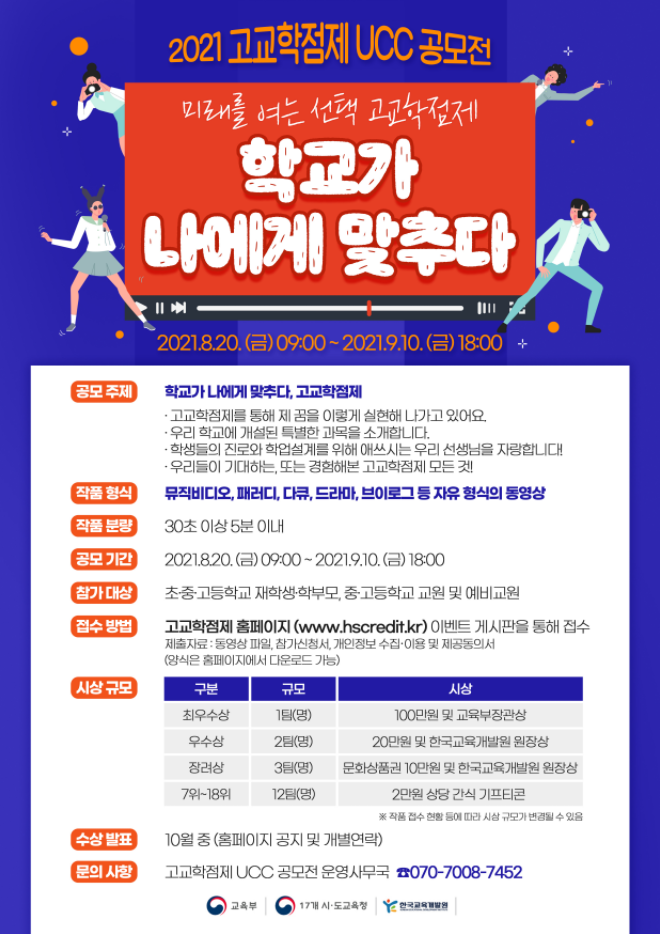 2021 고교학점제 UCC 공모전
미래를 여는 선택 고교학점제
학교가
나에게 맞추다
2021.8.20. (금) 09:00 ~ 2021.9.10. (금) 18:00
공모 주제 학교가 나에게 맞추다, 고교학점제
· 고교학점제를 통해 제 꿈을 이렇게 실현해 나가고 있어요.
· 우리 학교에 개설된 특별한 과목을 소개합니다.
· 학생들의 진로와 학업설계를 위해 애쓰시는 우리 선생님을 자랑합니다!
· 우리들이 기대하는, 또는 경험해본 고교학점제 모든 것!
작품 형식 뮤직비디오, 패러디, 다큐, 드라마, 브이로그 등 자유 형식의 동영상
작품 분량 30초 이상 5분 이내
공모 기간 2021.8.20. (금) 09:00 ~ 2021.9.10. (금) 18:00
참가 대상 초·중·고등학교 재학생·학부모, 중·고등학교 교원 및 예비교원
접수 방법 고교학점제 홈페이지 (www.hscredit.kr) 이벤트 게시판을 통해 접수
제출자료 : 동영상 파일, 참가신청서, 개인정보 수집·이용 및 제공동의서
(양식은 홈페이지에서 다운로드 가능)
시상 규모 구분 규모 시상
최우수상 1팀(명) 100만원 및 교육부장관상
우수상 2팀(명) 20만원 및 한국교육개발원 원장상
장려상 3팀(명) 문화상품권 10만원 및 한국교육개발원 원장상
7위~18위 12팀(명) 2만원 상당 간식 기프티콘
※ 작품 접수 현황 등에 따라 시상 규모가 변경될 수 있음
수상 발표 10월 중 (홈페이지 공지 및 개별연락)
문의 사항 고교학점제 UCC 공모전 운영사무국 ☎070-7008-7452
교육부 17개 시·도교육청 한국교육개발원